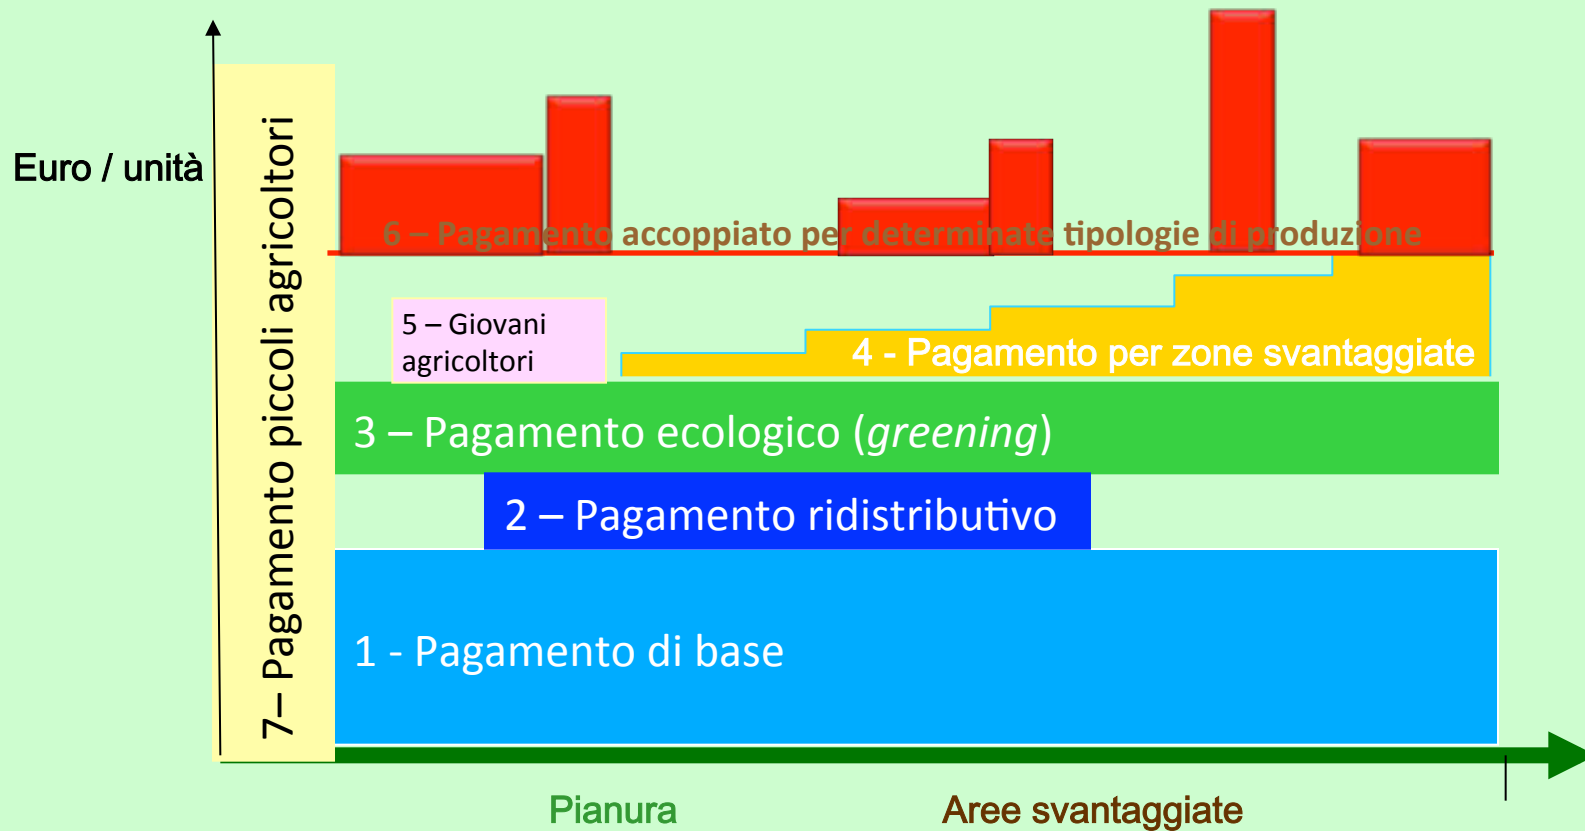 Euro / unità
7– Pagamento piccoli agricoltori
6 – Pagamento accoppiato per determinate tipologie di produzione
5 – Giovani
agricoltori
4 - Pagamento per zone svantaggiate
3 – Pagamento ecologico (greening)
2 – Pagamento ridistributivo
1 - Pagamento di base
Pianura
Aree svantaggiate